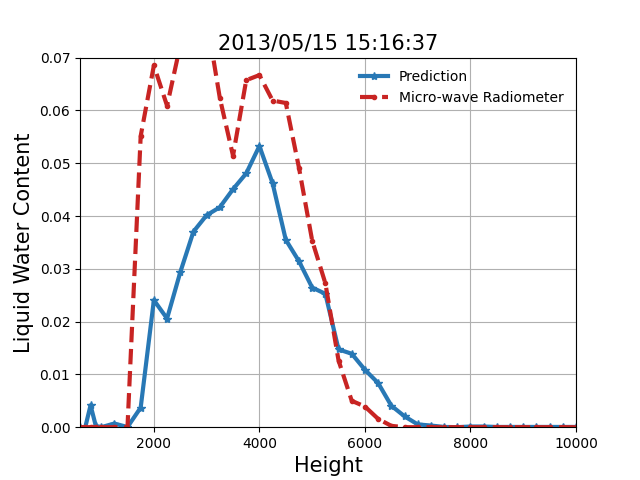 2013/05/15 15:16:37
Prediction
Micro-wave Radiometer
Liquid Water Content
0.07
0.06
0.05
0.04
0.03
0.02
0.01
0.00
2000 4000 6000 8000 10000
Height